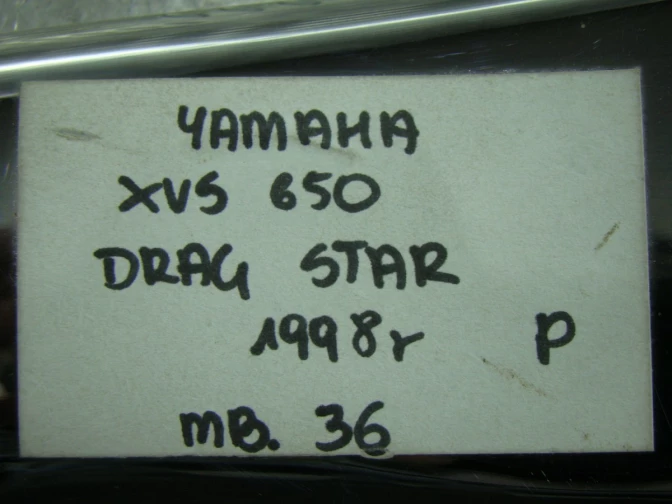 YAMAHA
XVS 650
DRAG STAR
1998r P
MB. 36